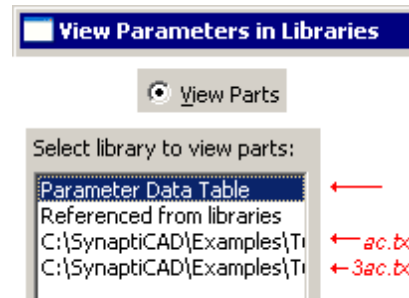 View Parameters in Libraries
View Parts
Select library to view parts:
Parameter Data Table
Referenced from libraries
C:\SynaptiCAD\Examples\ ac.tx
C:\SynaptiCAD\Examples\ 3ac.tx